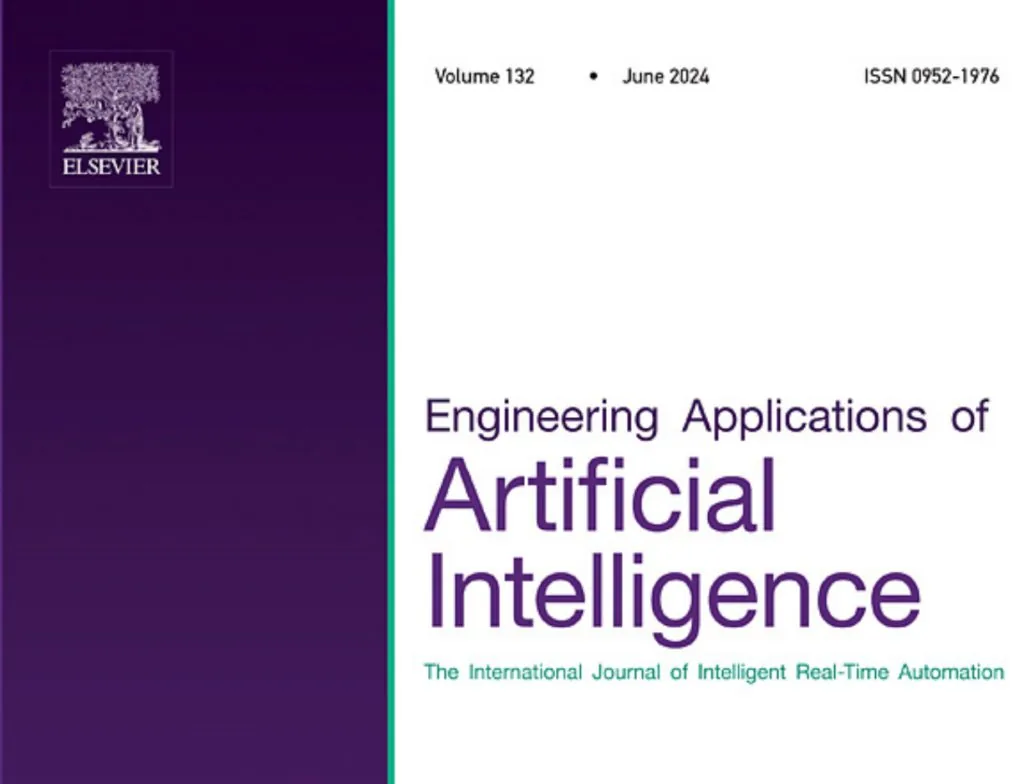 ELSEVIER
Volume 132 • June 2024 ISSN 0952-1976
Engineering Applications of
Artificial
Intelligence
The International Journal of Intelligent Real-Time Automation